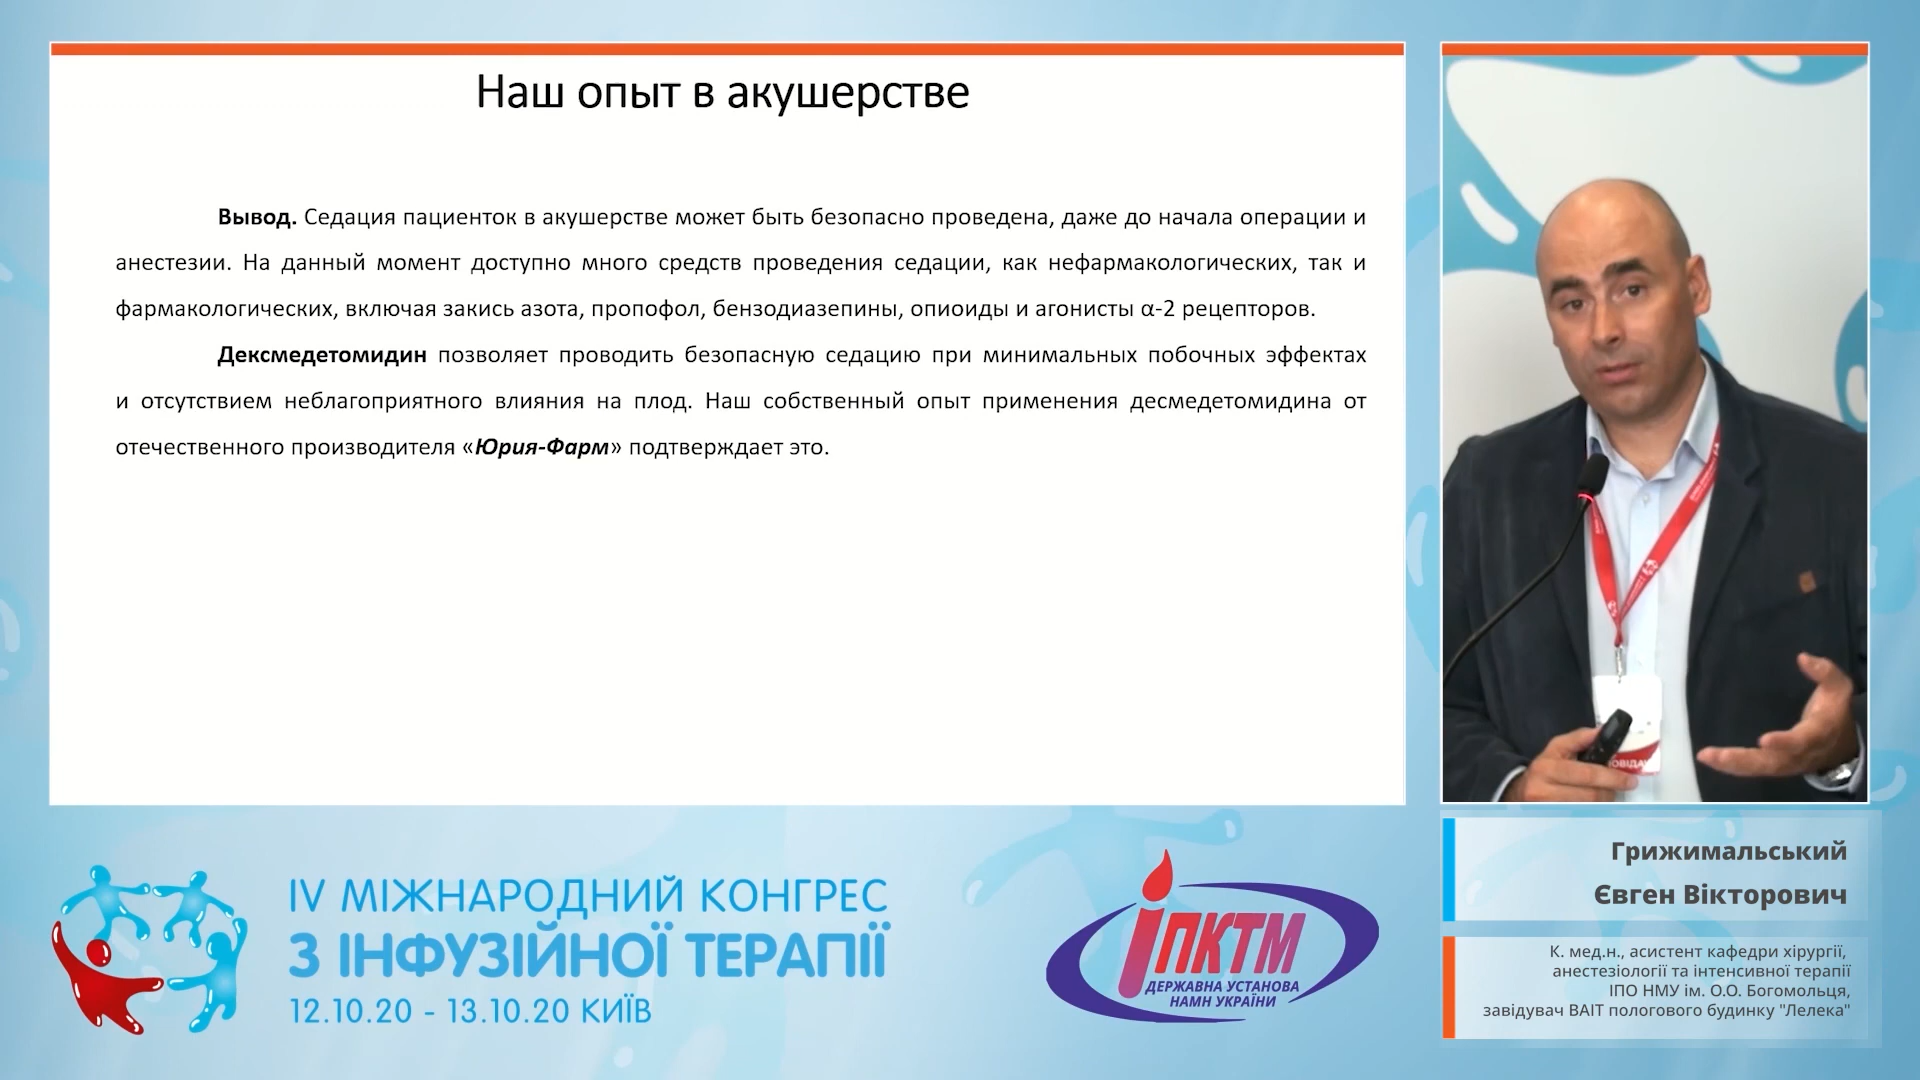 Наш опыт в акушерстве
Вывод. Седация пациенток в акушерстве может быть безопасно проведена, даже до начала операции и
анестезии. На данный момент доступно много средств проведения седации, как нефармакологических, так и
фармакологических, включая закись азота, пропофол, бензодиазепины, опиоиды и агонисты α-2 рецепторов.
Дексмедетомидин позволяет проводить безопасную седацию при минимальных побочных эффектах
и отсутствием неблагоприятного влияния на плод. Наш собственный опыт применения десмедетомидина от
отечественного производителя «Юрия-Фарм» подтверждает это.
IV МІЖНАРОДНИЙ КОНГРЕС
З ІНФУЗІЙНОЇ ТЕРАПІЇ
12.10.20 - 13.10.20 КИЇВ
ІПКТМ
ДЕРЖАВНА УСТАНОВА
НАМН УКРАЇНИ
Грижимальський
Євген Вікторович
К. мед.н., асистент кафедри хірургії,
анестезіології та інтенсивної терапії
ІПО НМУ ім. О.О. Богомольця,
завідувач ВАІТ пологового будинку "Лелека"